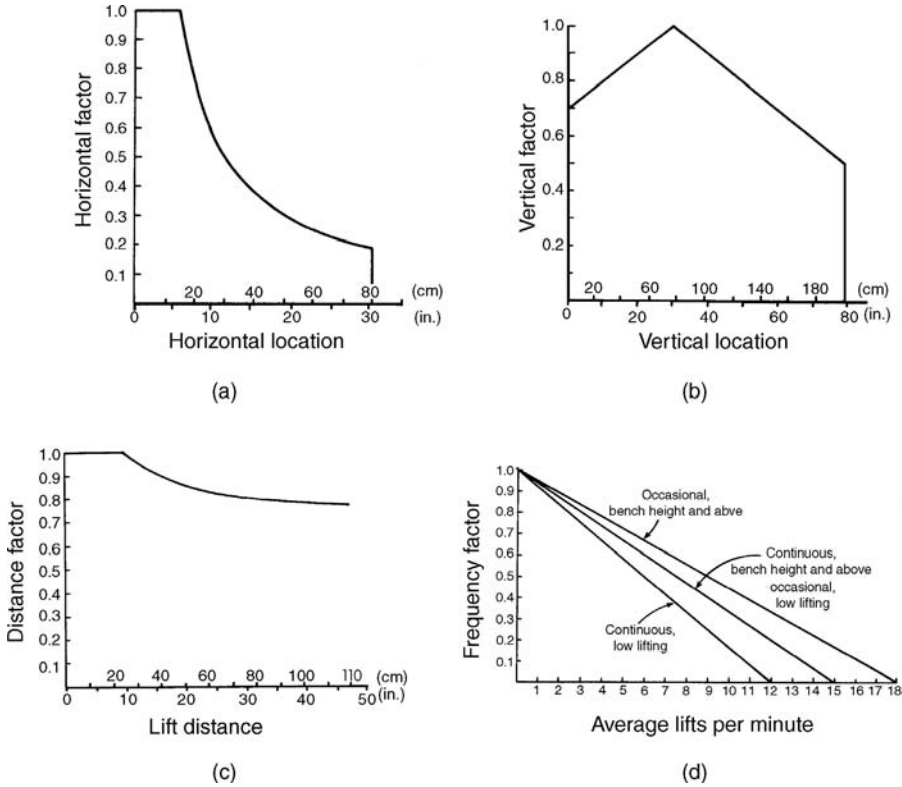 Horizontal factor
1.0
0.9
0.8
0.7
0.6
0.5
0.4
0.3
0.2
0.1
20 40 60 80 (cm)
0 10 20 30 (in.)
Horizontal location
(a)
Vertical factor
1.0
0.8
0.6
0.4
0.2
20 60 100 140 180 (cm)
0 20 40 60 80 (in.)
Vertical location
(b)
Distance factor
1.0
0.9
0.8
0.7
0.6
0.5
0.4
0.3
0.2
0.1
20 40 60 80 100 110 (cm)
0 10 20 30 40 50 (in.)
Lift distance
(c)
Frequency factor
1.0
0.9
0.8
0.7
0.6
0.5
0.4
0.3
0.2
0.1
Occasional,
bench height and abve
Continuous,
bench height and above
occasional,
low lifting
Continuous,
low lifting
1 2 3 4 5 6 7 8 9 10 11 12 13 14 15 16 17 18
Average lifts per minute
(d)